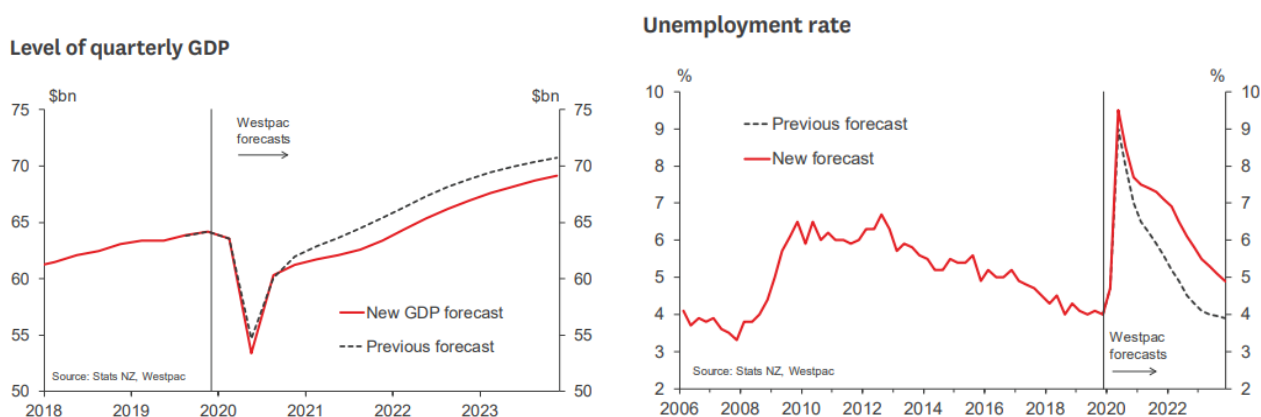 Level of quarterly GDP
$bn $bn
75 75
70 70
65 65
60 60
55 55
50 50
Westpac
forecasts
New GDP forecast
Previous forecast
Source: Stats NZ, Westpac
2018 2019 2020 2021 2022 2023
Unemployment rate
% %
10 10
9 9
8 8
7 7
6 6
5 5
4 4
3 3
2 2
Previous forecast
New forecast
Westpac
forecasts
Source: Stats NZ, Westpac
2006 2008 2010 2012 2014 2016 2018 2020 2022